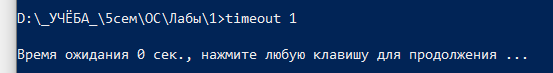 D:\_УЧЁБА_\5сем\ОС\Лабы\1>timeout 1
Время ожидания 0 сек., нажмите любую клавишу для продолжения ...